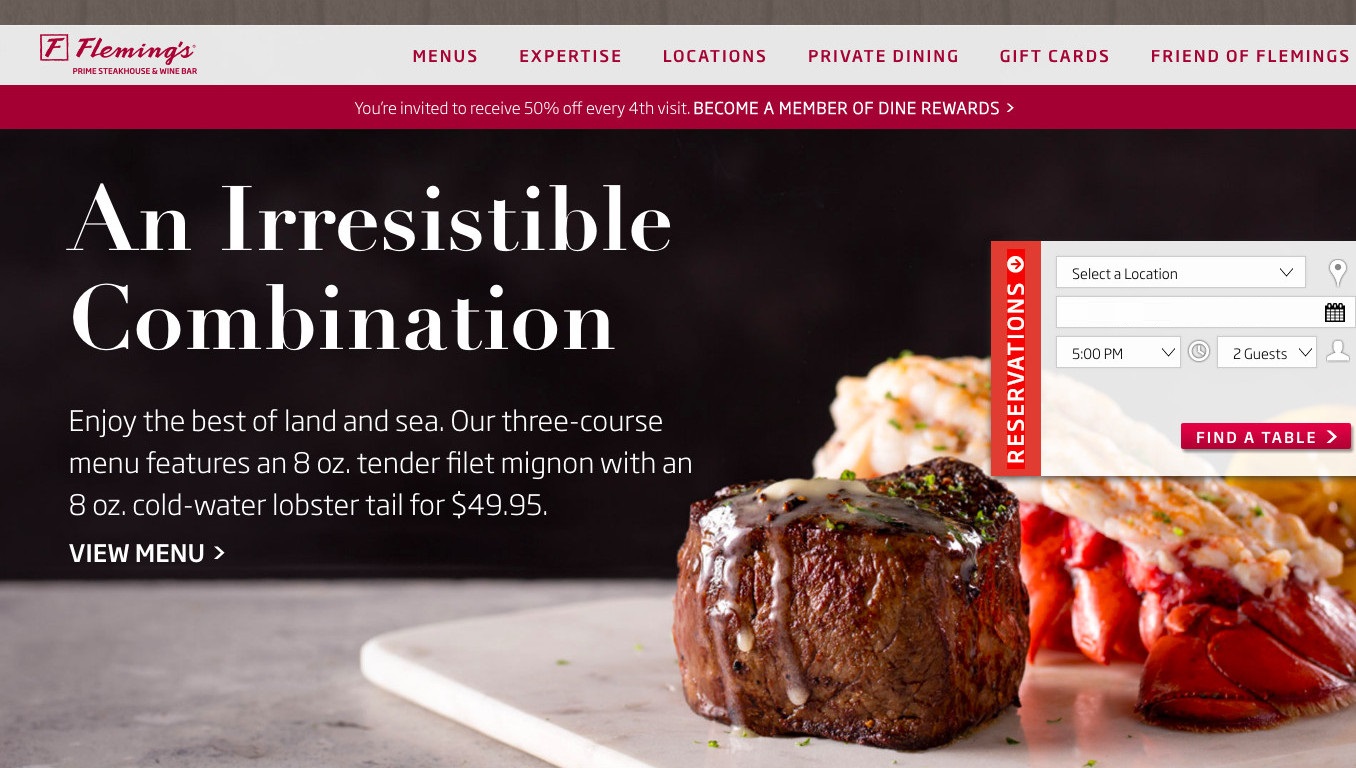 F Fleming's
PRIME STEAKHOUSE & WINE BAR
MENUS EXPERTISE LOCATIONS PRIVATE DINING GIFT CARDS FRIEND OF FLEMINGS
You're invited to receive 50% off every 4th visit. BECOME A MEMBER OF DINE REWARDS >
An Irresistible
Combination
Enjoy the best of land and sea. Our three-course
menu features an 8 oz. tender filet mignon with an
8 oz. cold-water lobster tail for $49.95.
VIEW MENU >
RESERVATIONS
Select a Location
5:00 PM 2 Guests
FIND A TABLE >